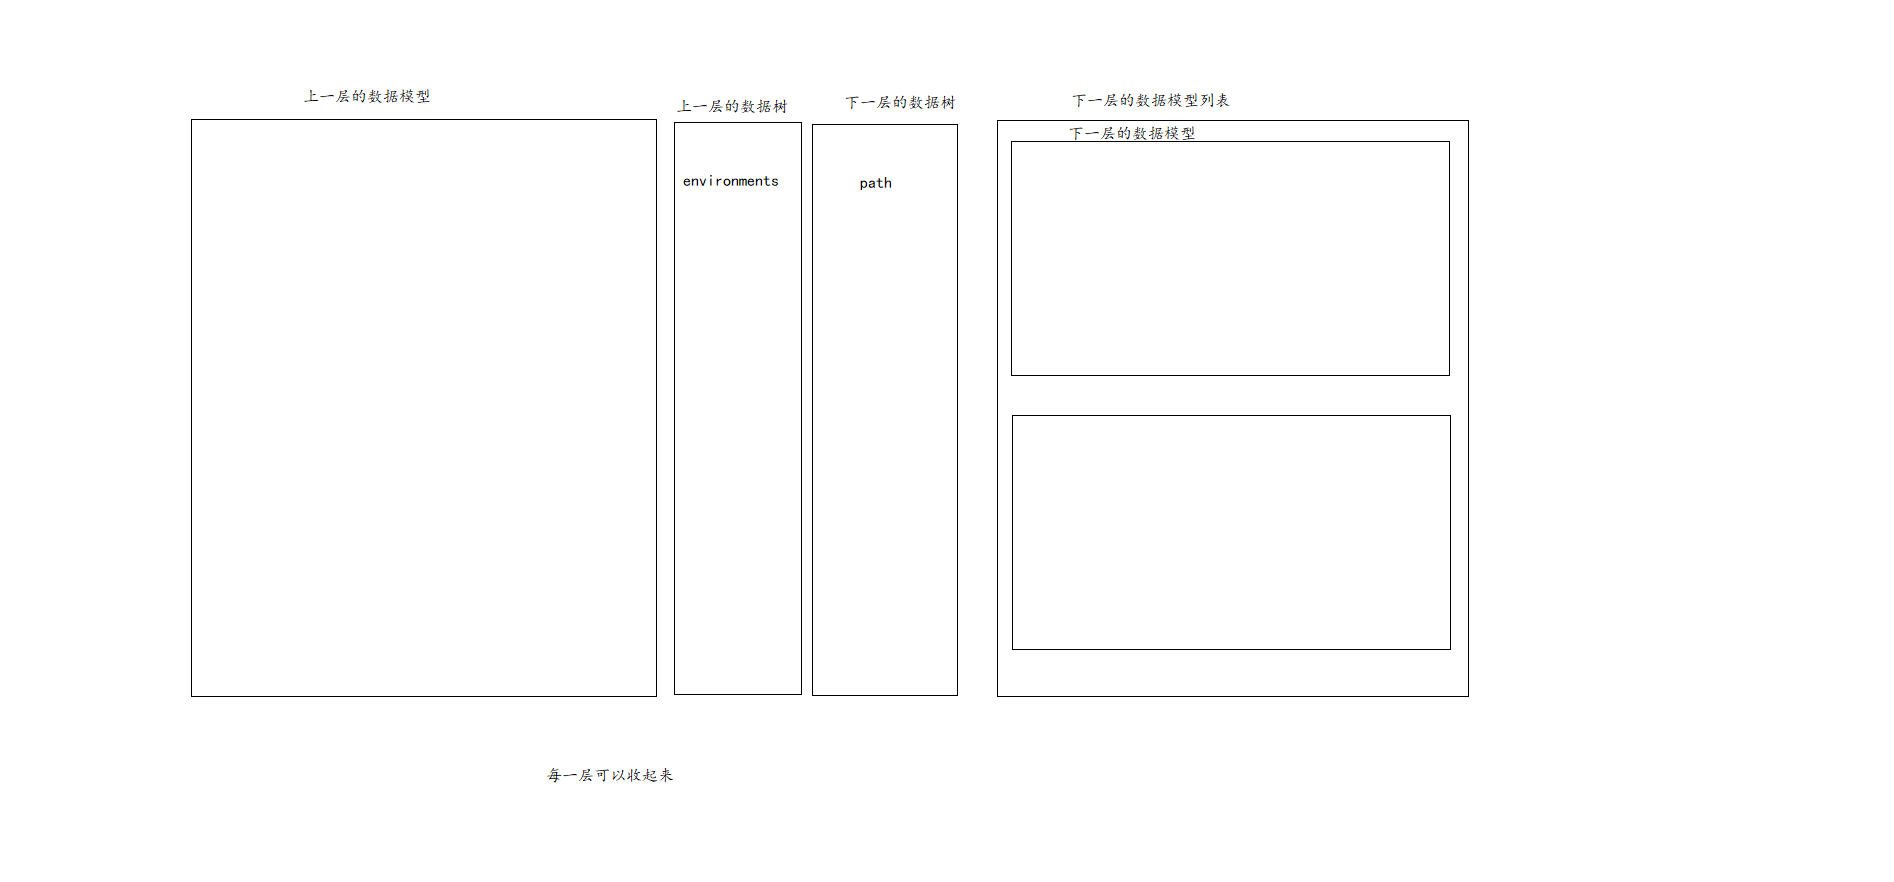 上一层的数据模型
上一层的数据树
下一层的数据树
下一层的数据模型列表
下一层的数据模型
environments
path
每一层可以收起来